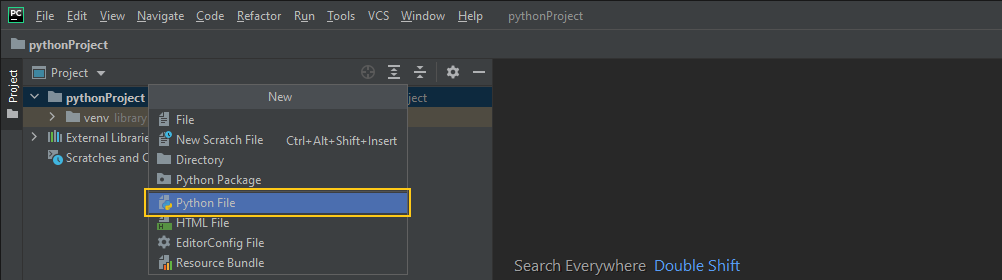 PC File Edit View Navigate Code Refactor Run Tools VCS Window Help pythonProject
pythonProject
Project
Project
pythonProject ject
New
venv library
File
External Librarie
New Scratch File Ctrl+Alt+Shift+Insert
Scratches and C
Directory
Python Package
Python File
HTML File
EditorConfig File
Resource Bundle
Search Everywhere Double Shift